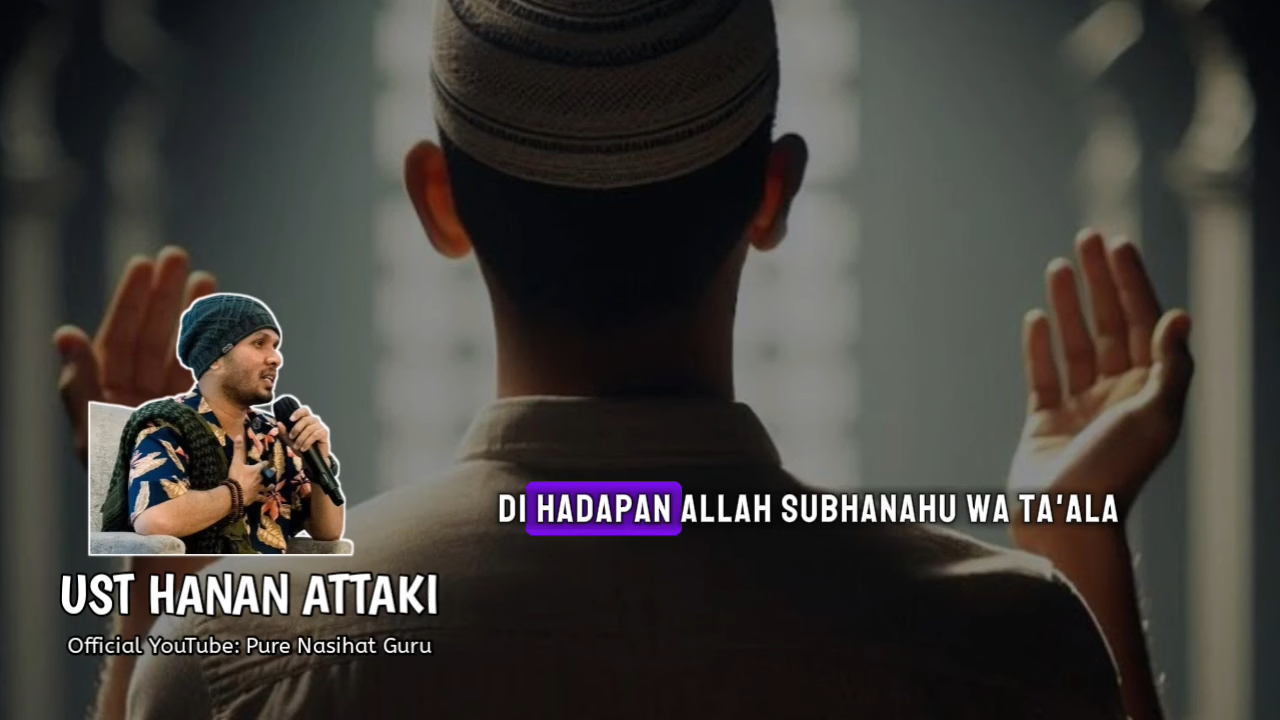 DI HADAPAN ALLAH SUBHANAHU WA TA'ALA
UST HANAN ATTAKI
Official YouTube: Pure Nasihat Guru